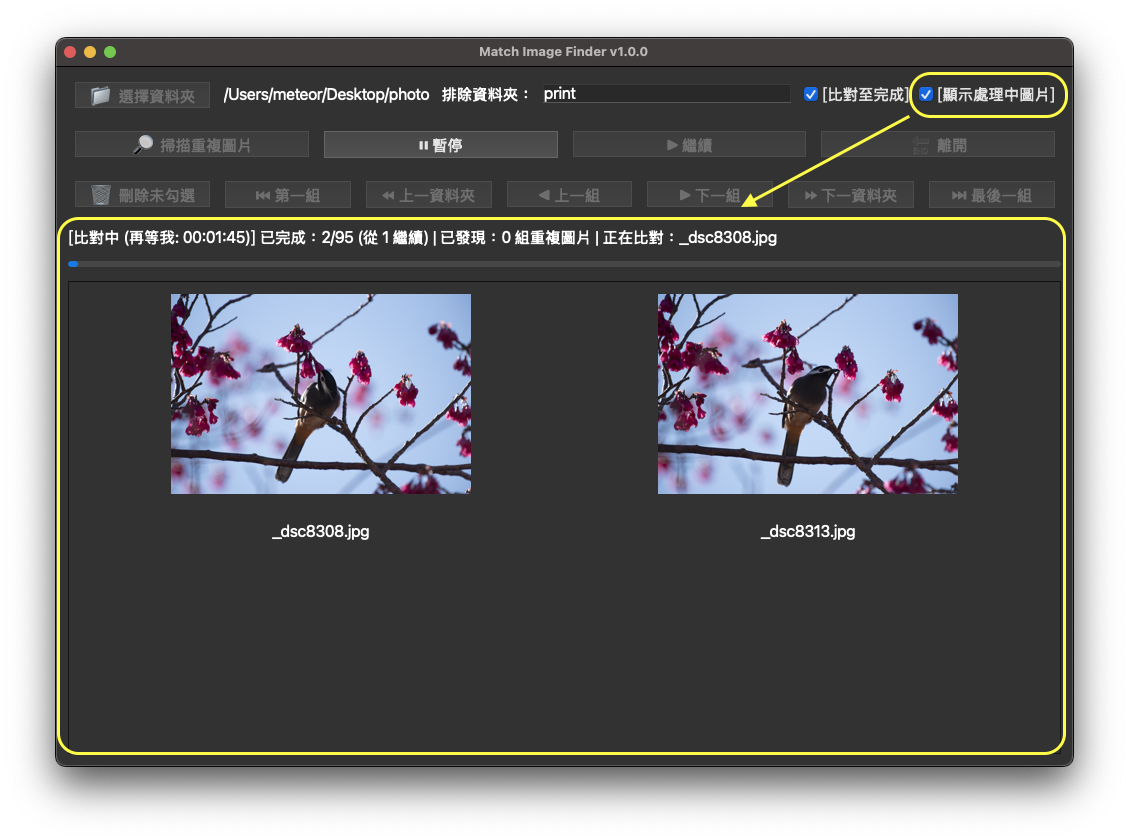 Match Image Finder v1.0.0
選擇資料夾 /Users/meteor/Desktop/photo 排除資料夾： print [比對至完成] [顯示處理中圖片]
掃描重複圖片 暫停 繼續 離開
刪除未勾選 第一組 上一資料夾 上一組 下一組 下一資料夾 最後一組
[比對中 (再等我: 00:01:45)] 已完成：2/95 (從 1 繼續) | 已發現：0 組重複圖片 | 正在比對：_dsc8308.jpg
_dsc8308.jpg _dsc8313.jpg